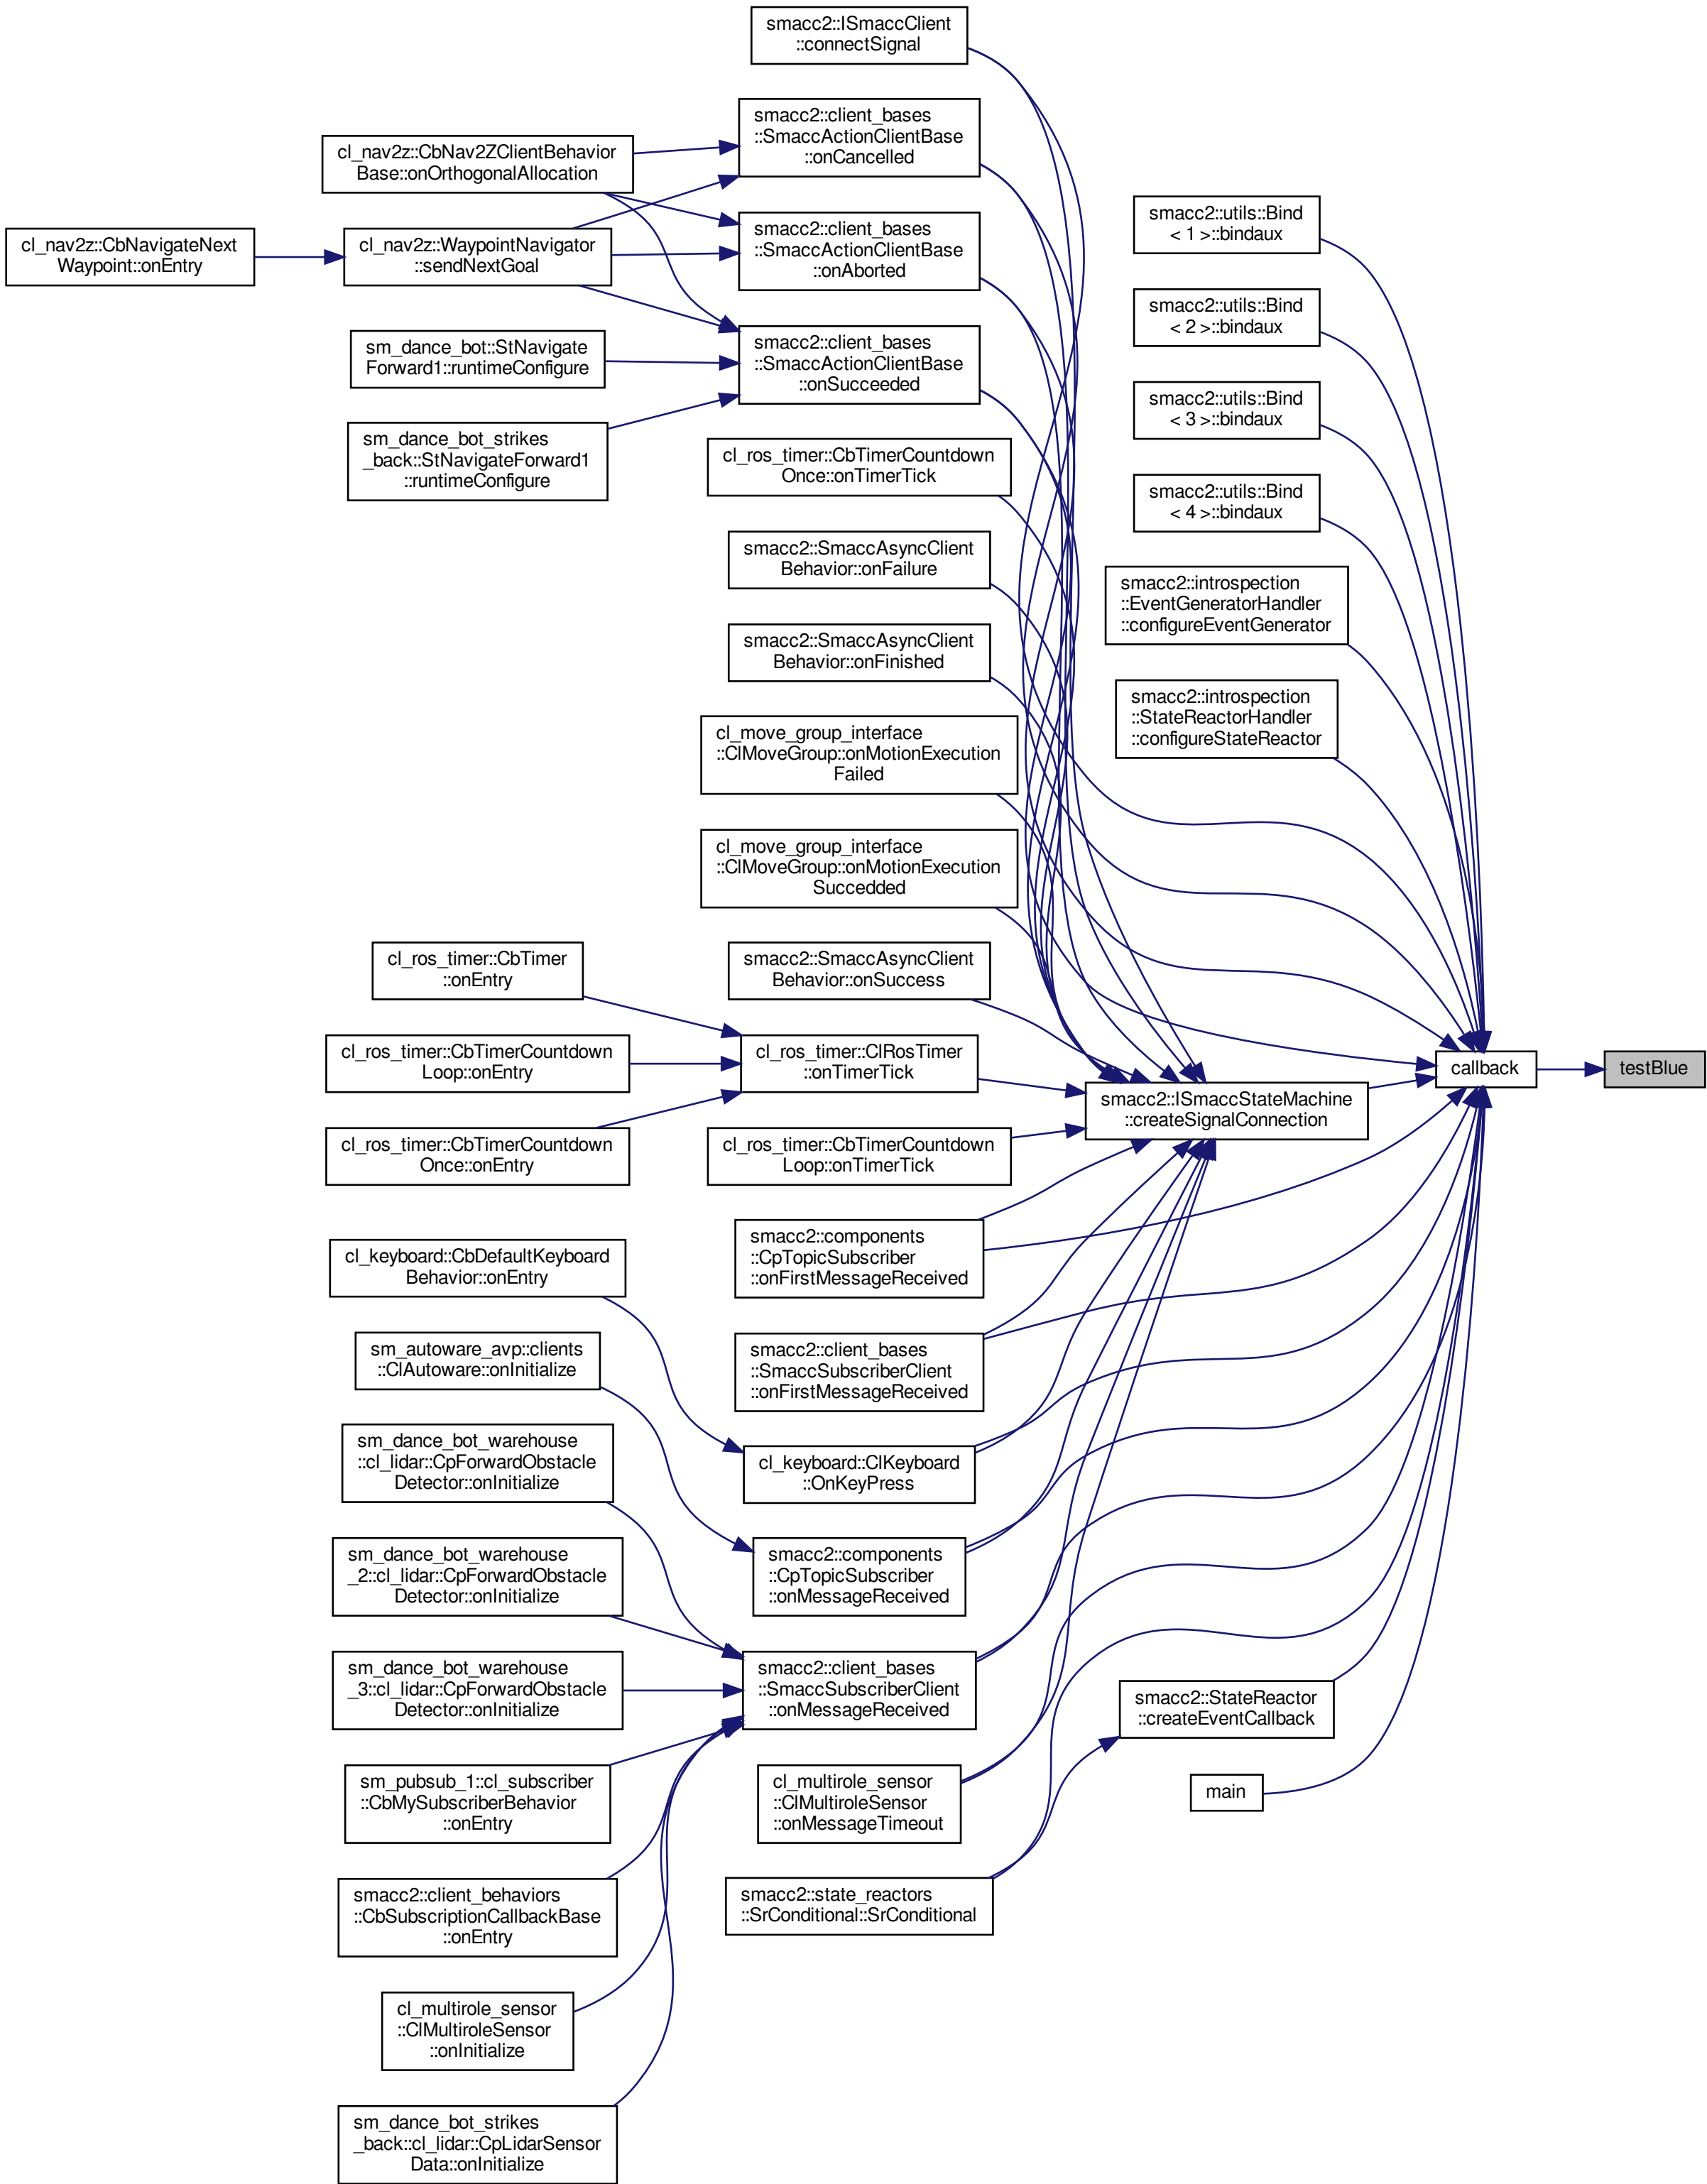 smacc2::ISmaccClient
::connectSignal
smacc2::client_bases
::SmaccActionClientBase
::onCancelled
cl_nav2z::CbNav2ZClientBehavior
Base::onOrthogonalAllocation
smacc2::client_bases
::SmaccActionClientBase
::onAborted
cl_nav2z::CbNavigateNext
Waypoint::onEntry
cl_nav2z::WaypointNavigator
::sendNextGoal
smacc2::client_bases
::SmaccActionClientBase
::onSucceeded
sm_dance_bot::StNavigate
Forward1::runtimeConfigure
sm_dance_bot_strikes
_back::StNavigateForward1
::runtimeConfigure
smacc2::utils::Bind
< 1 >::bindaux
smacc2::utils::Bind
< 2 >::bindaux
smacc2::utils::Bind
< 3 >::bindaux
smacc2::utils::Bind
< 4 >::bindaux
smacc2::introspection
::EventGeneratorHandler
::configureEventGenerator
smacc2::introspection
::StateReactorHandler
::configureStateReactor
cl_ros_timer::CbTimerCountdown
Once::onTimerTick
smacc2::SmaccAsyncClient
Behavior::onFailure
smacc2::SmaccAsyncClient
Behavior::onFinished
cl_move_group_interface
::ClMoveGroup::onMotionExecution
Failed
cl_move_group_interface
::ClMoveGroup::onMotionExecution
Succedded
smacc2::SmaccAsyncClient
Behavior::onSuccess
cl_ros_timer::CbTimer
::onEntry
cl_ros_timer::CbTimerCountdown
Loop::onEntry
cl_ros_timer::ClRosTimer
::onTimerTick
callback
testBlue
smacc2::ISmaccStateMachine
::createSignalConnection
cl_ros_timer::CbTimerCountdown
Once::onEntry
cl_ros_timer::CbTimerCountdown
Loop::onTimerTick
smacc2::components
::CpTopicSubscriber
::onFirstMessageReceived
cl_keyboard::CbDefaultKeyboard
Behavior::onEntry
smacc2::client_bases
::SmaccSubscriberClient
::onFirstMessageReceived
sm_autoware_avp::clients
::ClAutoware::onInitialize
cl_keyboard::ClKeyboard
::OnKeyPress
sm_dance_bot_warehouse
::cl_lidar::CpForwardObstacle
Detector::onInitialize
smacc2::components
::CpTopicSubscriber
::onMessageReceived
sm_dance_bot_warehouse
_2::cl_lidar::CpForwardObstacle
Detector::onInitialize
sm_dance_bot_warehouse
_3::cl_lidar::CpForwardObstacle
Detector::onInitialize
smacc2::client_bases
::SmaccSubscriberClient
::onMessageReceived
smacc2::StateReactor
::createEventCallback
sm_pubsub_1::cl_subscriber
::CbMySubscriberBehavior
::onEntry
cl_multirole_sensor
::ClMultiroleSensor
::onMessageTimeout
main
smacc2::client_behaviors
::CbSubscriptionCallbackBase
::onEntry
smacc2::state_reactors
::SrConditional::SrConditional
cl_multirole_sensor
::ClMultiroleSensor
::onInitialize
sm_dance_bot_strikes
_back::cl_lidar::CpLidarSensor
Data::onInitialize